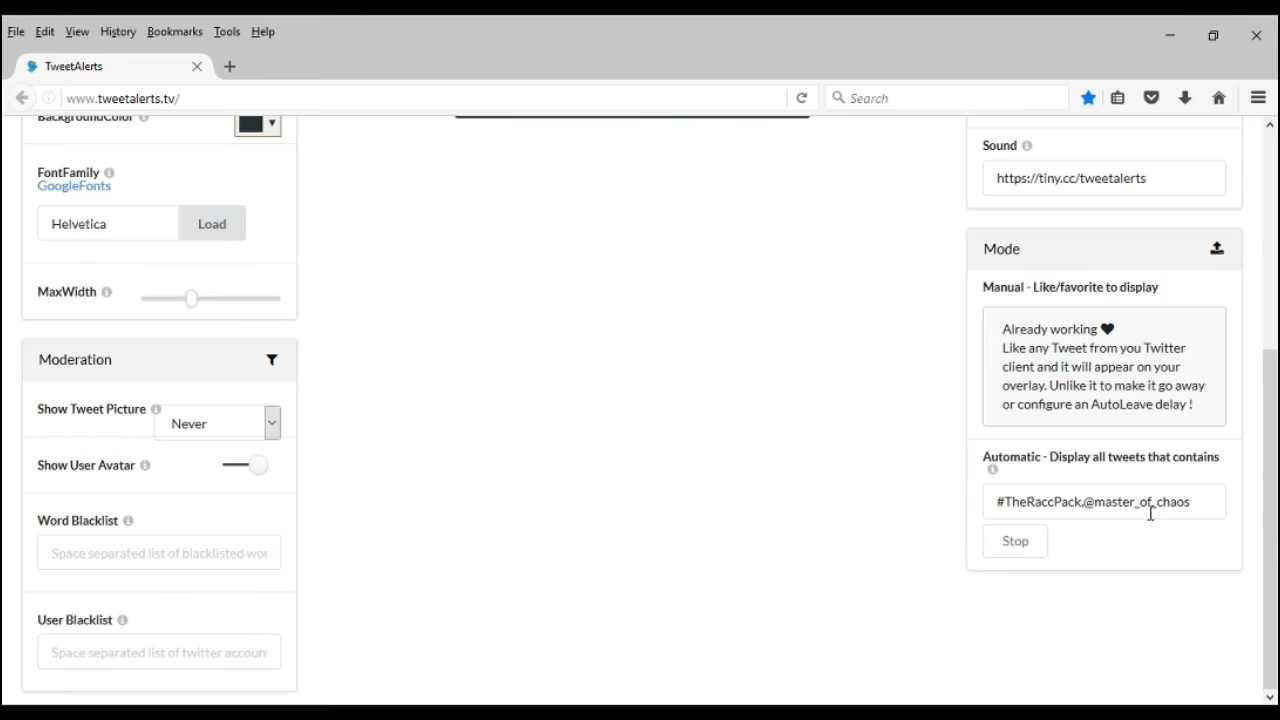 File Edit View History Bookmarks Tools Help
TweetAlerts
www.tweetalerts.tv/
Search
BackgroundColor
FontFamily
GoogleFonts
Helvetica Load
MaxWidth
Moderation
Show Tweet Picture
Never
Show User Avatar
Word Blacklist
Space separated list of blacklisted wor
User Blacklist
Space separated list of twitter accoun
Sound
https://tiny.cc/tweetalerts
Mode
Manual - Like/favorite to display
Already working
Like any Tweet from you Twitter
client and it will appear on your
overlay. Unlike it to make it go away
or configure an AutoLeave delay !
Automatic - Display all tweets that contains
#TheRaccPack,@master_of_chaos
Stop